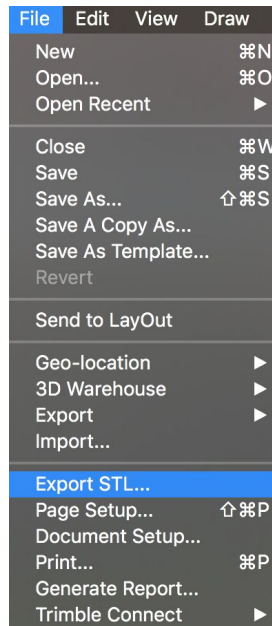 File Edit View Draw
New ⌘N
Open... ⌘O
Open Recent ▶
Close ⌘W
Save ⌘S
Save As... ⇧⌘S
Save A Copy As...
Save As Template...
Revert
Send to LayOut
Geo-location ▶
3D Warehouse ▶
Export ▶
Import...
Export STL...
Page Setup... ⇧⌘P
Document Setup...
Print... ⌘P
Generate Report...
Trimble Connect ▶